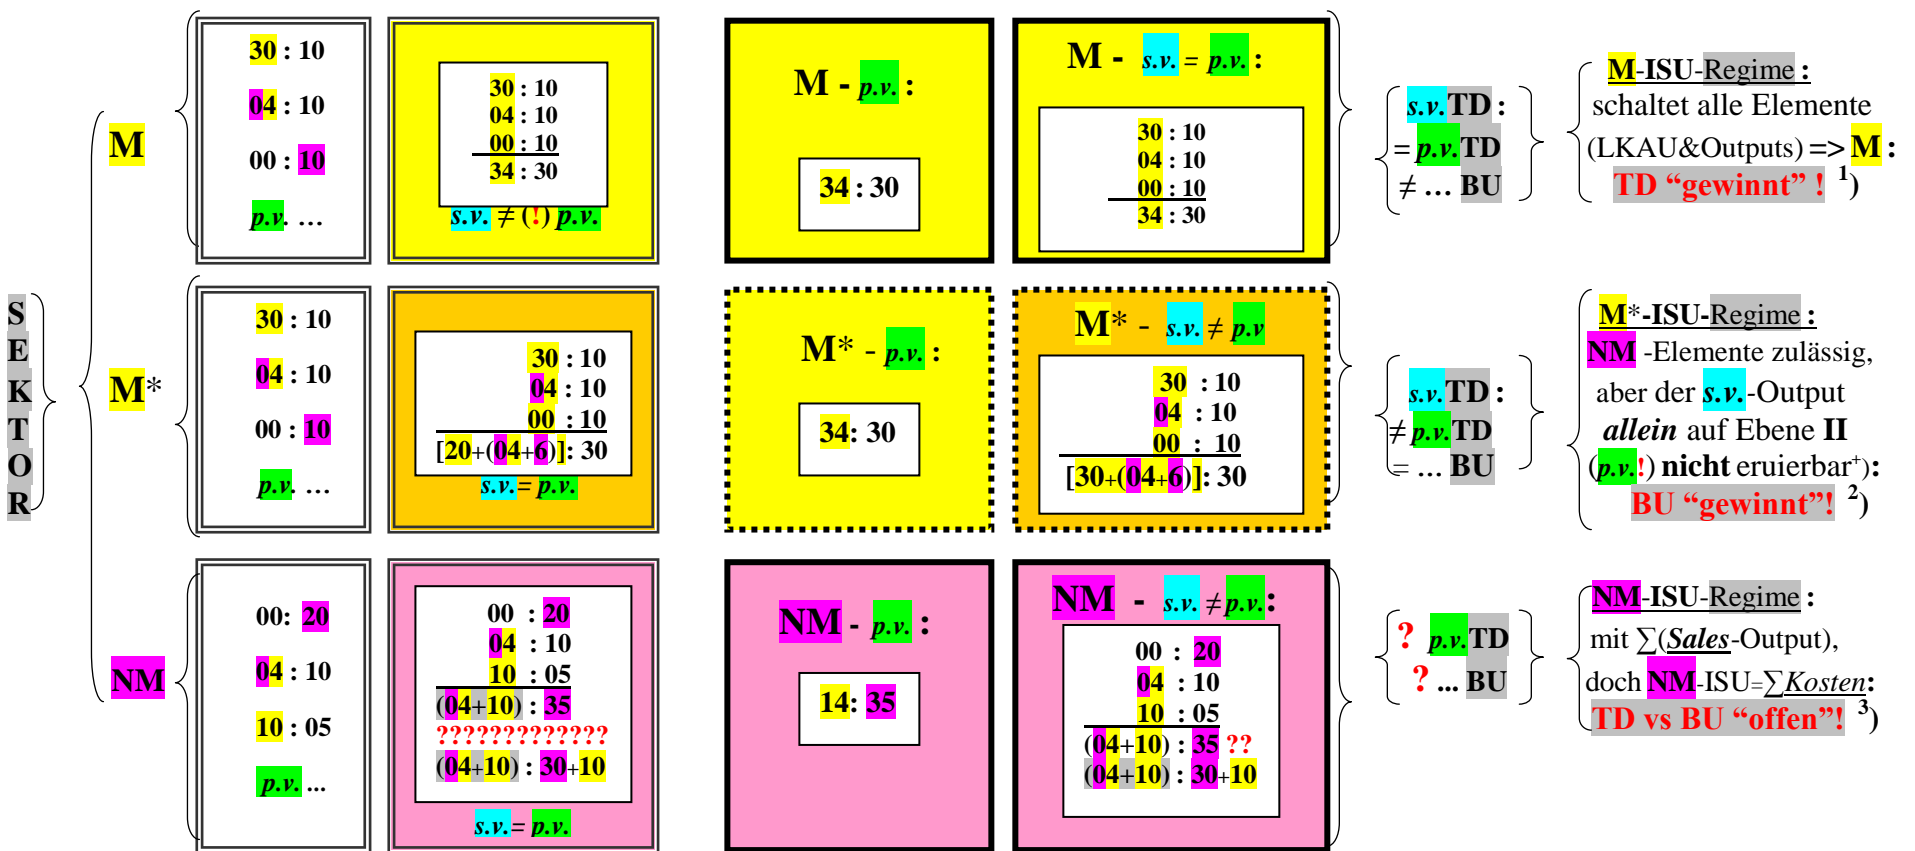 SEKTOR
M
30 : 10
04 : 10
00 : 10
p.v. …
30 : 10
04 : 10
00 : 10
34 : 30
s.v. ≠ (!) p.v.
M - p.v. :
34 : 30
M - s.v. = p.v. :
30 : 10
04 : 10
00 : 10
34 : 30
s.v.TD :
= p.v.TD
≠ … BU
M-ISU-Regime :
schaltet alle Elemente
(LKAU&Outputs) => M :
TD “gewinnt” ! 1)
M*
30 : 10
04 : 10
00 : 10
p.v. …
30 : 10
04 : 10
00 : 10
[20+(04+6)]: 30
s.v.= p.v.
M* - p.v. :
34: 30
M* - s.v. ≠ p.v
30 : 10
04 : 10
00 : 10
[30+(04+6)]: 30
s.v.TD :
≠ p.v.TD
= … BU
M*-ISU-Regime :
NM -Elemente zulässig,
aber der s.v.-Output
allein auf Ebene II
(p.v.!) nicht eruierbar+):
BU “gewinnt”! 2)
NM
00: 20
04 : 10
10 : 05
p.v. ...
00 : 20
04 : 10
10 : 05
(04+10) : 35
?????????????
(04+10) : 30+10
s.v.= p.v.
NM - p.v. :
14: 35
NM - s.v. ≠ p.v. :
00 : 20
04 : 10
10 : 05
(04+10) : 35 ??
(04+10) : 30+10
? p.v.TD
? ... BU
NM-ISU-Regime :
mit ∑(Sales-Output),
doch NM-ISU=∑Kosten:
TD vs BU “offen”! 3)